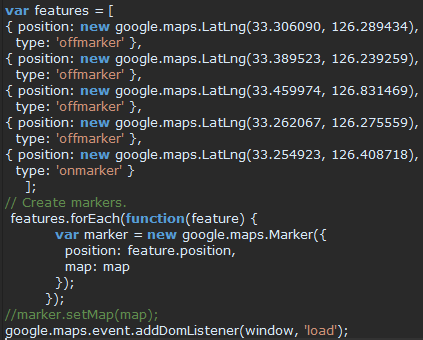 var features = [
{ position: new google.maps.LatLng(33.306090, 126.289434),
type: 'offmarker' },
{ position: new google.maps.LatLng(33.389523, 126.239259),
type: 'offmarker' },
{ position: new google.maps.LatLng(33.459974, 126.831469),
type: 'offmarker' },
{ position: new google.maps.LatLng(33.262067, 126.275559),
type: 'offmarker' },
{ position: new google.maps.LatLng(33.254923, 126.408718),
type: 'onmarker' }
];
// Create markers.
features.forEach(function(feature) {
var marker = new google.maps.Marker({
position: feature.position,
map: map
});
});
//marker.setMap(map);
google.maps.event.addDomListener(window, 'load');